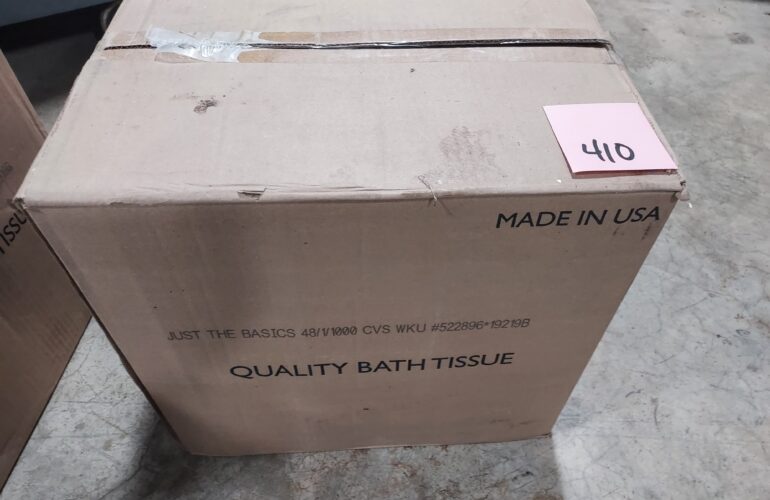 410
MADE IN USA
JUST THE BASICS 48/1/1000 CVS WKU #522896*19219B
QUALITY BATH TISSUE